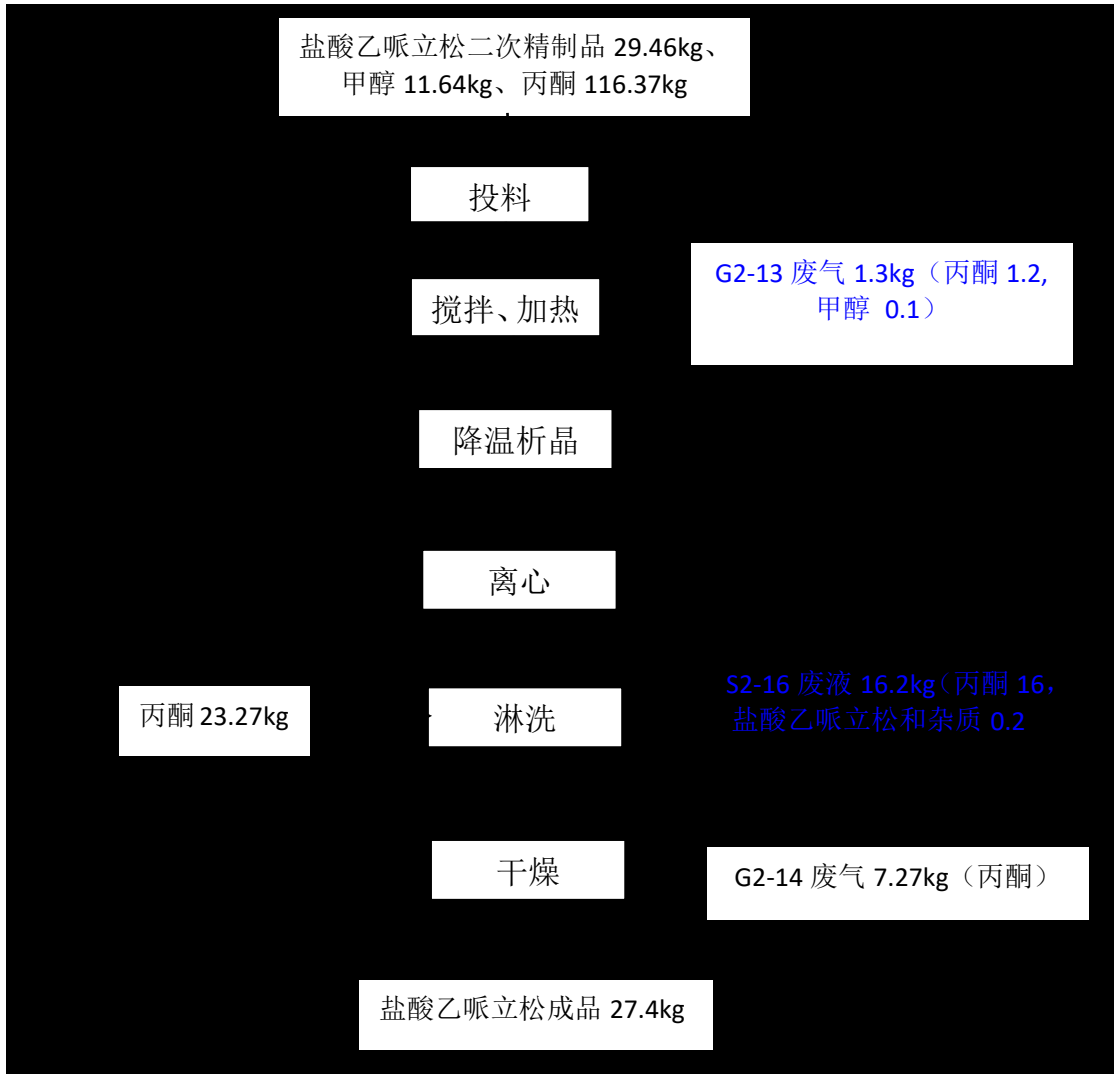 盐酸乙哌立松二次精制品 29.46kg、
甲醇 11.64kg、丙酮 116.37kg
投料
G2-13 废气 1.3kg（丙酮 1.2,
甲醇 0.1）
搅拌、加热
降温析晶
离心
S2-16 废液 16.2kg（丙酮 16，
盐酸乙哌立松和杂质 0.2
丙酮 23.27kg
淋洗
干燥
G2-14 废气 7.27kg（丙酮）
盐酸乙哌立松成品 27.4kg